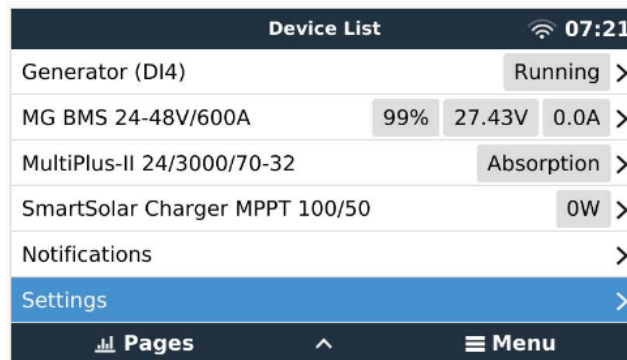 Device List 07:21
Generator (DI4) Running
MG BMS 24-48V/600A 99% 27.43V 0.0A
MultiPlus-II 24/3000/70-32 Absorption
SmartSolar Charger MPPT 100/50 0W
Notifications
Settings
Pages Menu